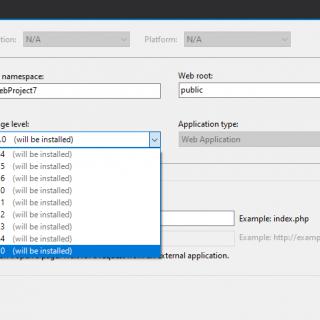 tion: N/A Platform: N/A
namespace: Web root:
ebProject7 public
ge level: Application type:
.0 (will be installed) Web Application
4 (will be installed)
5 (will be installed)
6 (will be installed)
0 (will be installed)
1 (will be installed)
2 (will be installed)
3 (will be installed)
4 (will be installed)
0 (will be installed)
Example: index.php
Example: http://examp
external application.